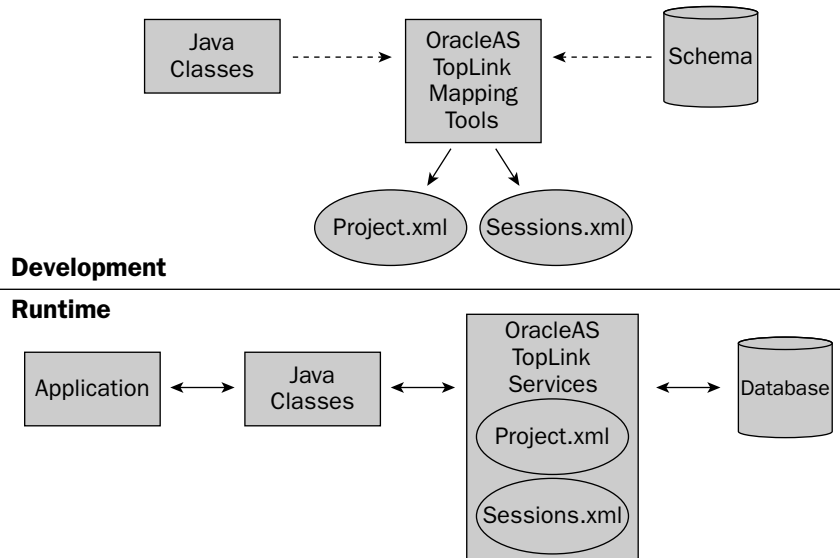 Java
Classes
OracleAS
TopLink
Mapping
Tools
Schema
Project.xml
Sessions.xml
Development
Runtime
Application
Java
Classes
OracleAS
TopLink
Services
Project.xml
Sessions.xml
Database